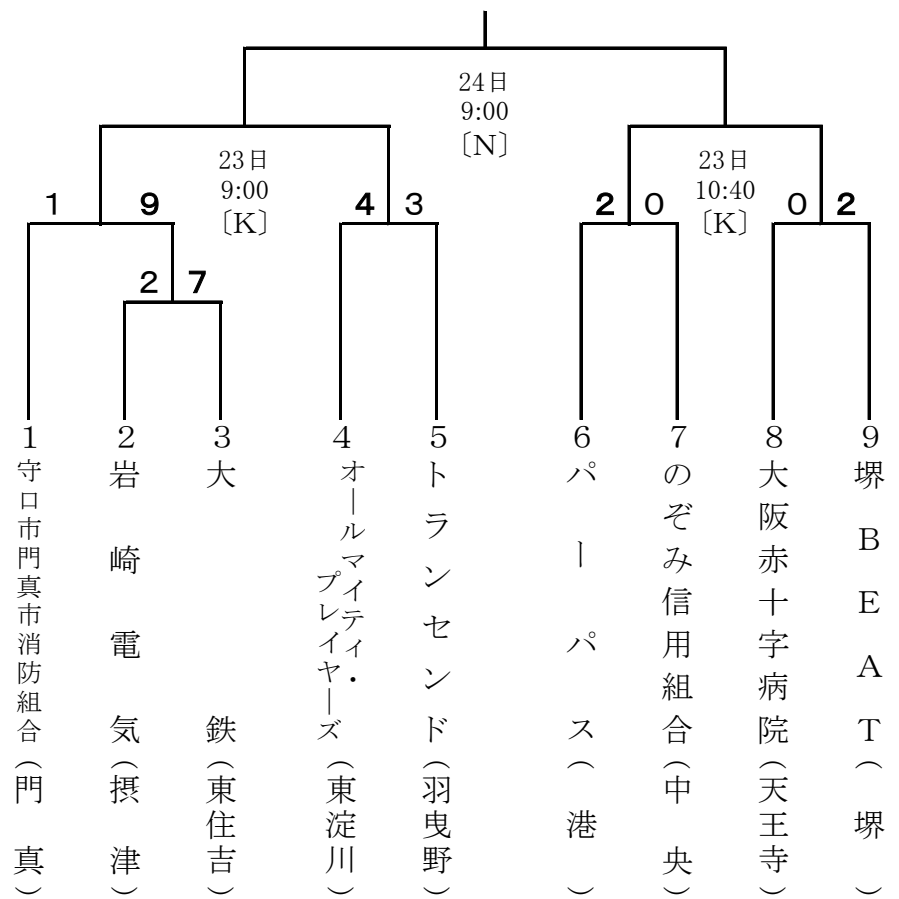 24日
9:00
〔N〕
23日
9:00
〔K〕
23日
10:40
〔K〕
1 9
4 3
2 0
0 2
2 7
1 守口市門真市消防組合(門真)
2 岩崎電気(摂津)
3 大鉄(東住吉)
4 オールマイティ・プレイヤーズ(東淀川)
5 トランセンド(羽曳野)
6 パーパス(港)
7 のぞみ信用組合(中央)
8 大阪赤十字病院(天王寺)
9 堺BEAT(堺)